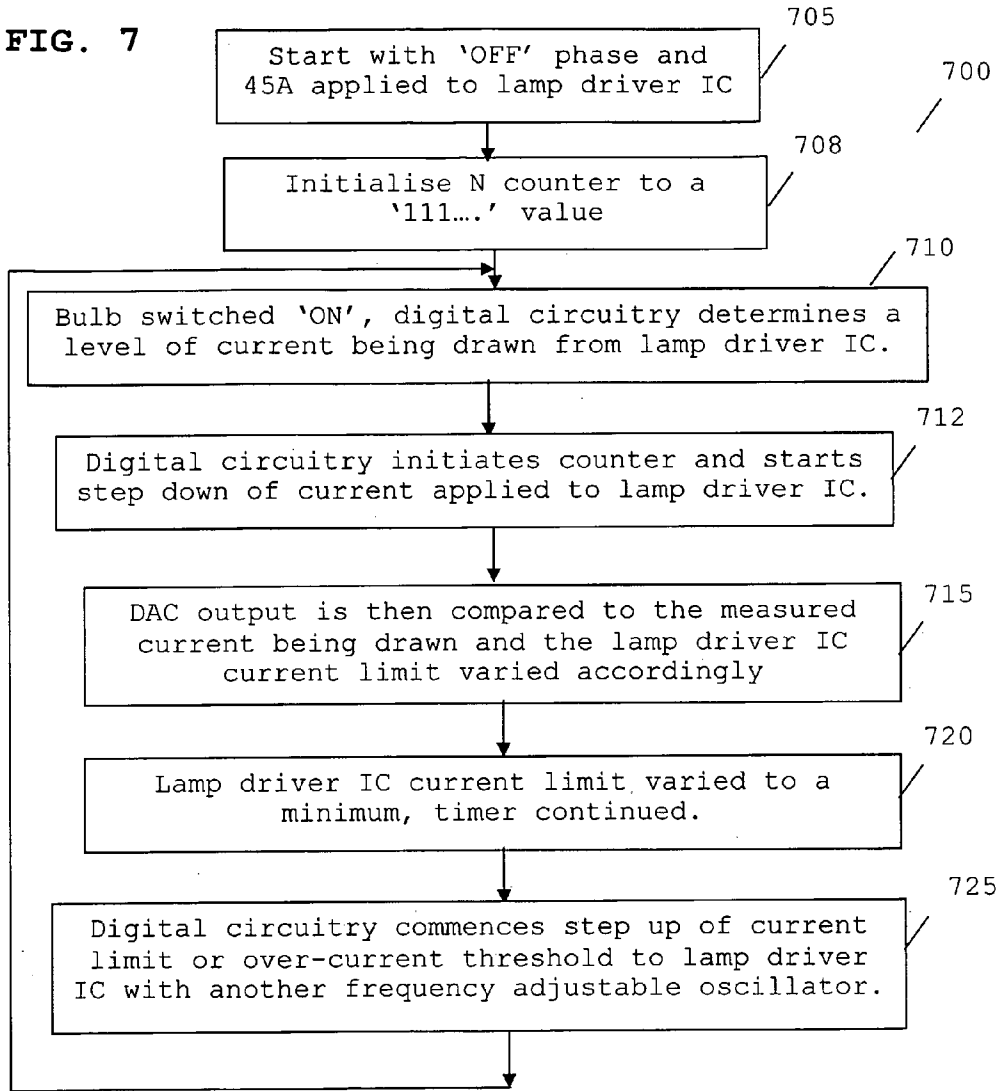 FIG. 7
705
Start with ‘OFF’ phase and
45A applied to lamp driver IC
700
708
Initialise N counter to a
‘111….’ value
710
Bulb switched ‘ON’, digital circuitry determines a
level of current being drawn from lamp driver IC.
712
Digital circuitry initiates counter and starts
step down of current applied to lamp driver IC.
715
DAC output is then compared to the measured
current being drawn and the lamp driver IC
current limit varied accordingly
720
Lamp driver IC current limit varied to a
minimum, timer continued.
725
Digital circuitry commences step up of current
limit or over-current threshold to lamp driver
IC with another frequency adjustable oscillator.